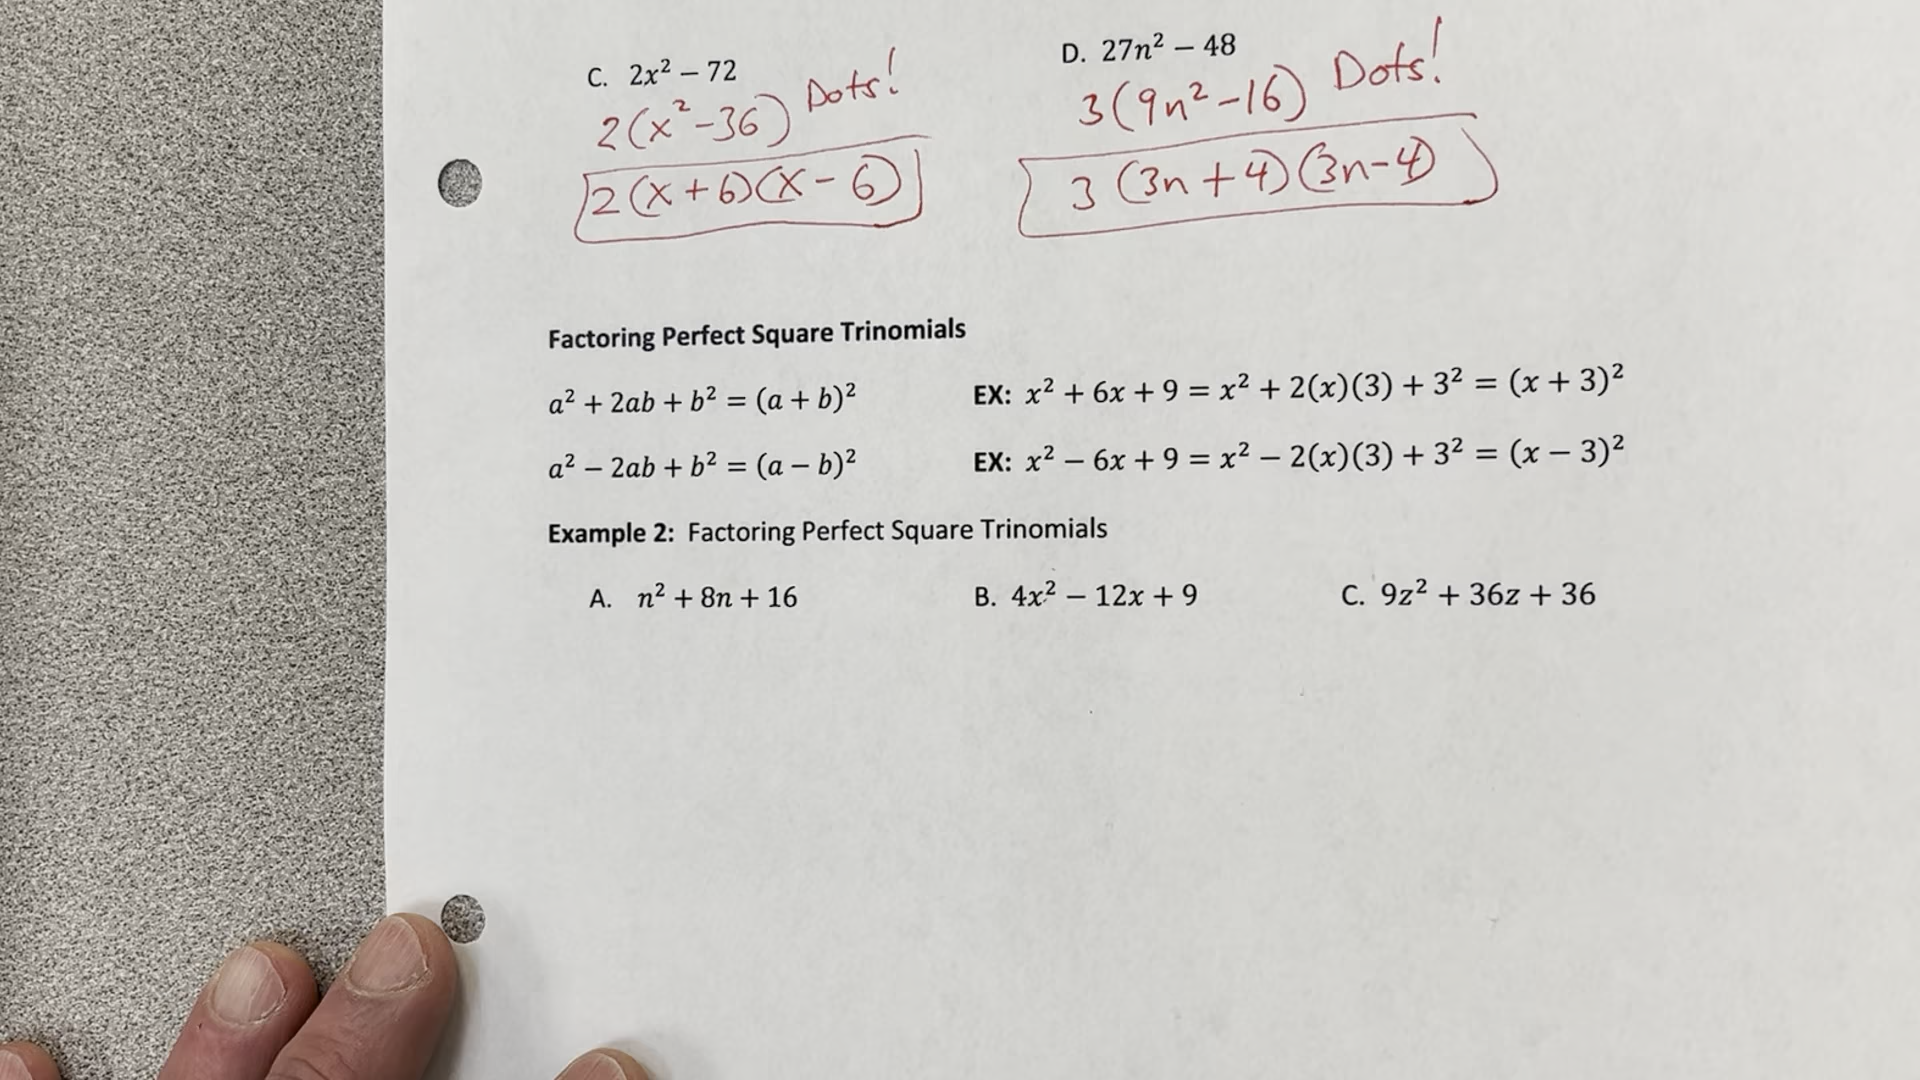 C. 2x² – 72
Dots!
2(x²-36)
2(x+6)(x-6)
D. 27n² – 48
Dots!
3(9n²-16)
3(3n+4)(3n-4)
Factoring Perfect Square Trinomials
a² + 2ab + b² = (a + b)²
EX: x² + 6x + 9 = x² + 2(x)(3) + 3² = (x + 3)²
a² – 2ab + b² = (a – b)²
EX: x² – 6x + 9 = x² – 2(x)(3) + 3² = (x – 3)²
Example 2: Factoring Perfect Square Trinomials
A. n² + 8n + 16
B. 4x² – 12x + 9
C. 9z² + 36z + 36